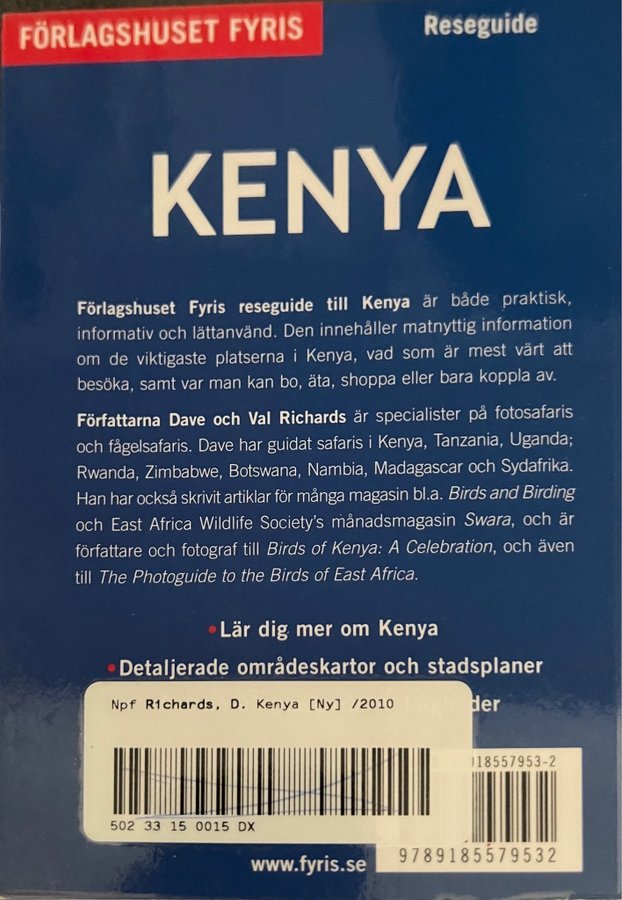 FÖRLAGSHUSET FYRIS
Reseguide
KENYA
Förlagshuset Fyris reseguide till Kenya är både praktisk,
informativ och lättanvänd. Den innehåller matnyttig information
om de viktigaste platserna i Kenya, vad som är mest värt att
besöka, samt var man kan bo, äta, shoppa eller bara koppla av.
Författarna Dave och Val Richards är specialister på fotosafaris
och fågelsafaris. Dave har guidat safaris i Kenya, Tanzania, Uganda;
Rwanda, Zimbabwe, Botswana, Nambia, Madagascar och Sydafrika.
Han har också skrivit artiklar för många magasin bl.a. Birds and Birding
och East Africa Wildlife Society's månadsmagasin Swara, och är
författare och fotograf till Birds of Kenya: A Celebration, och även
till The Photoguide to the Birds of East Africa.
•Lär dig mer om Kenya
•Detaljerade områdeskartor och stadsplaner
Npf Richards, D. Kenya [Ny] /2010
18557953-2
502 33 15 0015 DX
9789185579532
www.fyris.se